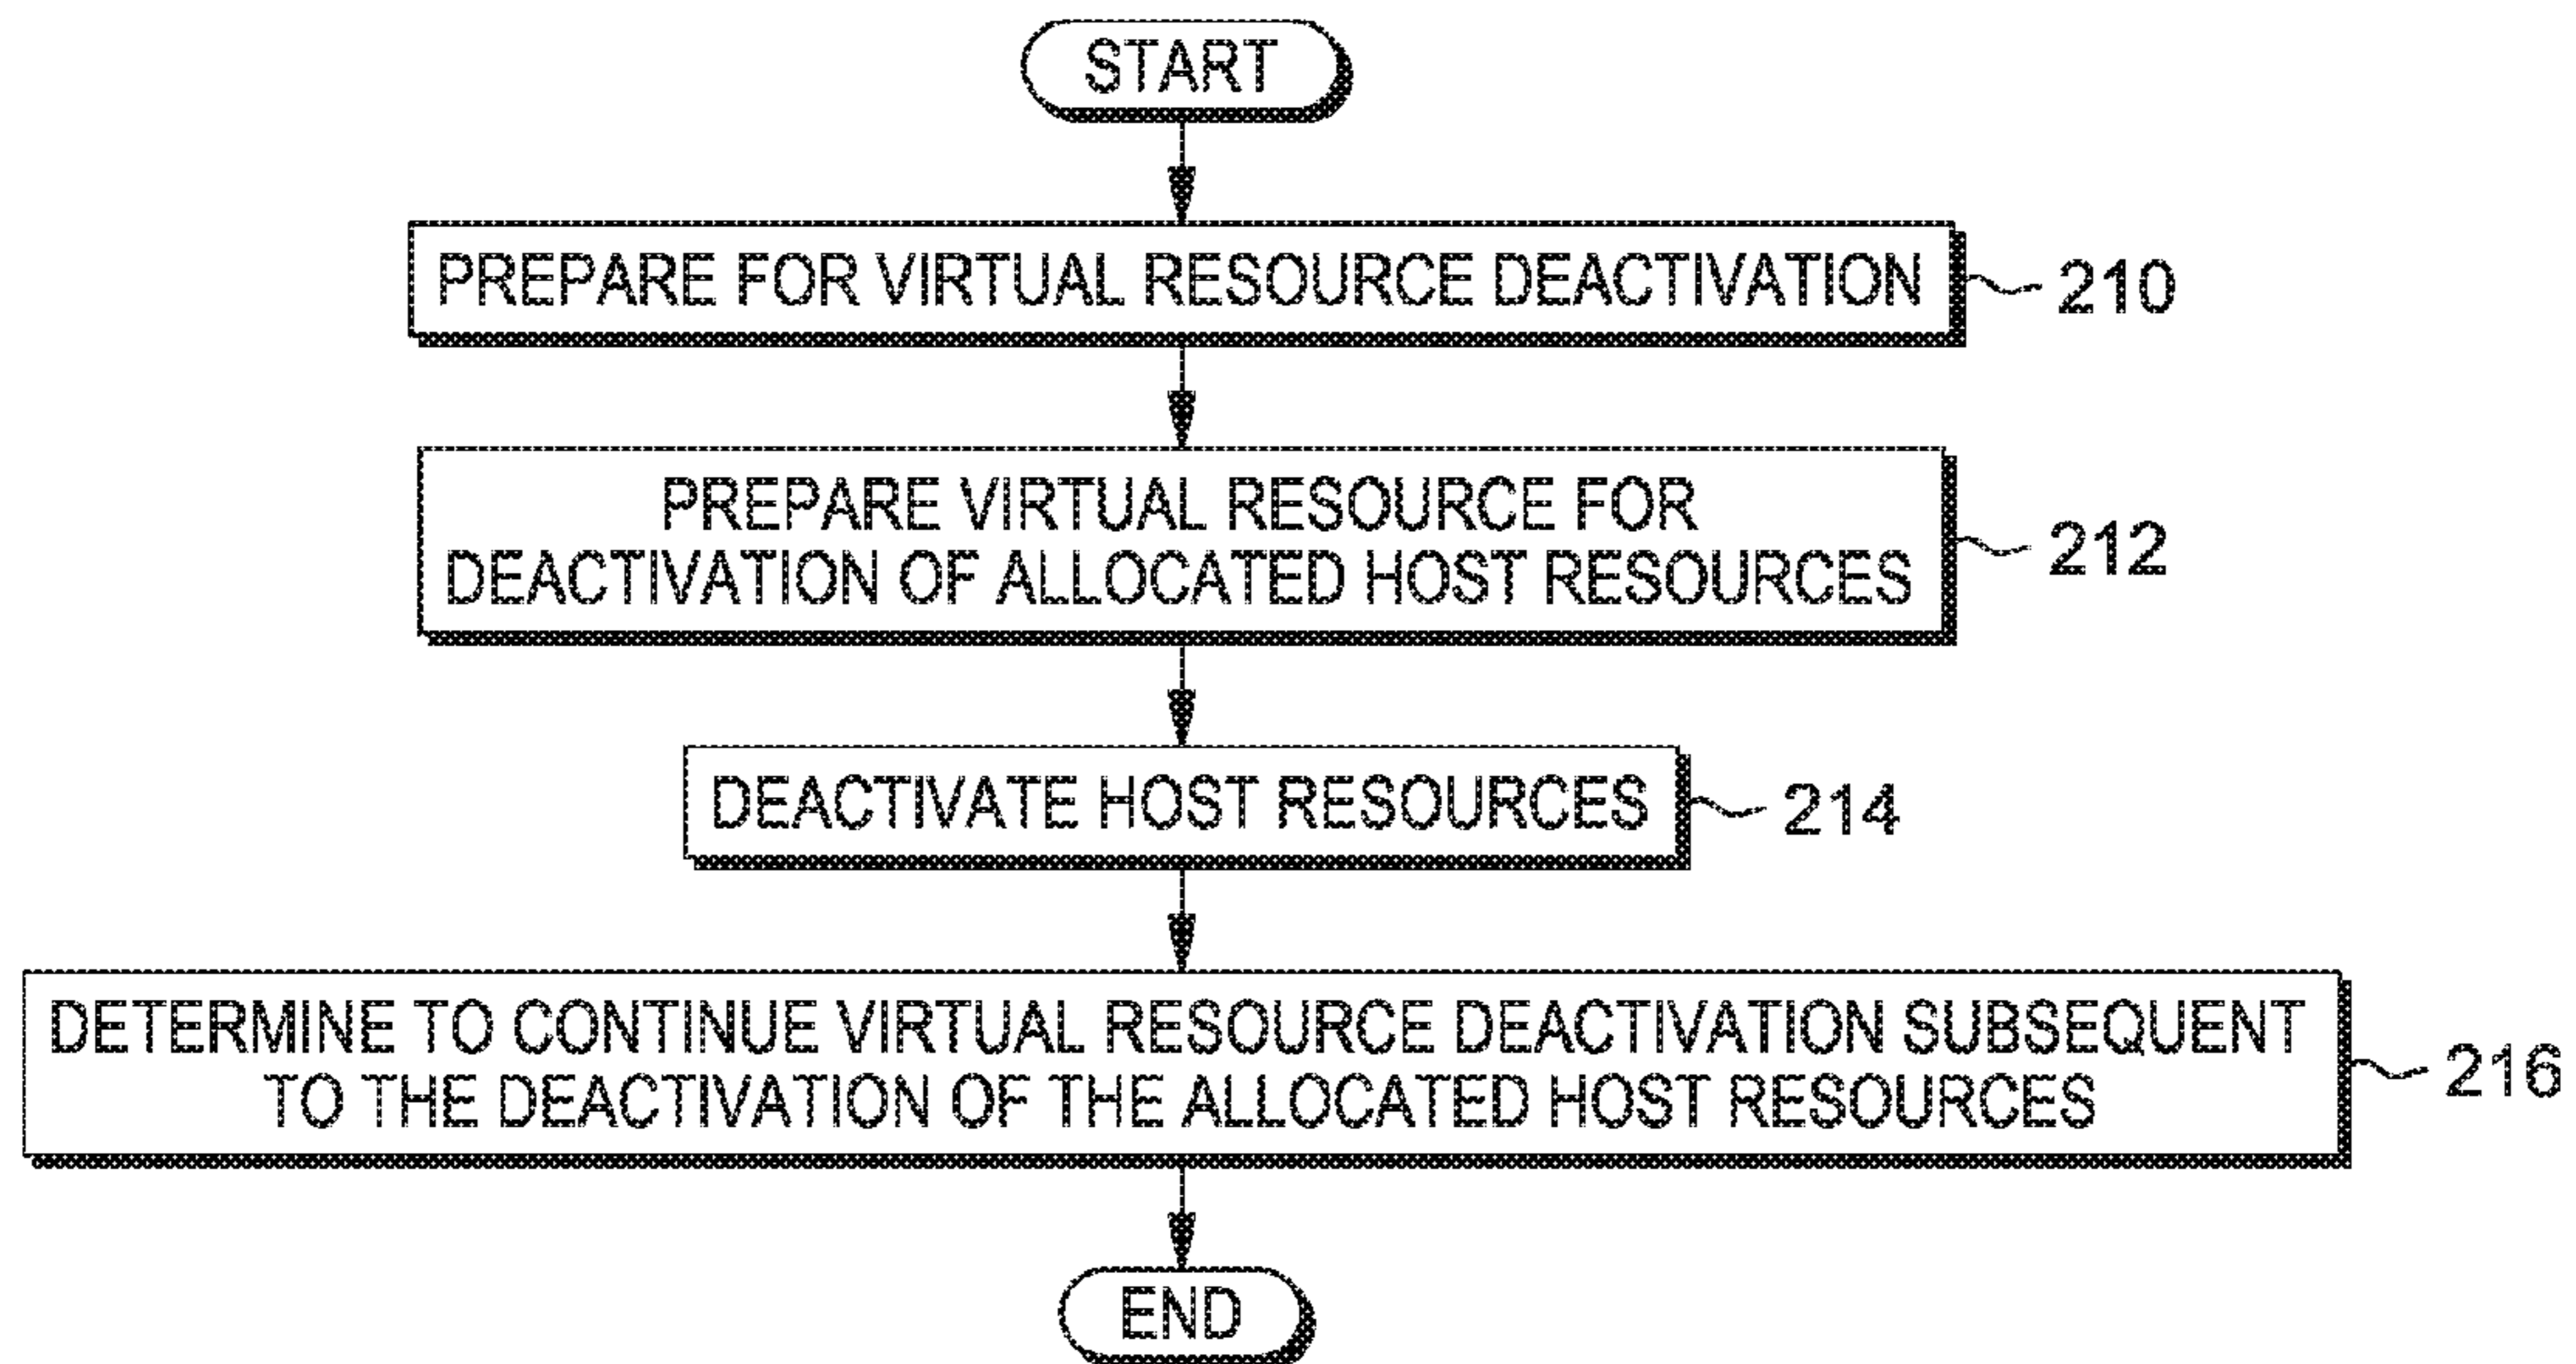 START
PREPARE FOR VIRTUAL RESOURCE DEACTIVATION
210
PREPARE VIRTUAL RESOURCE FOR
DEACTIVATION OF ALLOCATED HOST RESOURCES
212
DEACTIVATE HOST RESOURCES
214
DETERMINE TO CONTINUE VIRTUAL RESOURCE DEACTIVATION SUBSEQUENT
TO THE DEACTIVATION OF THE ALLOCATED HOST RESOURCES
216
END